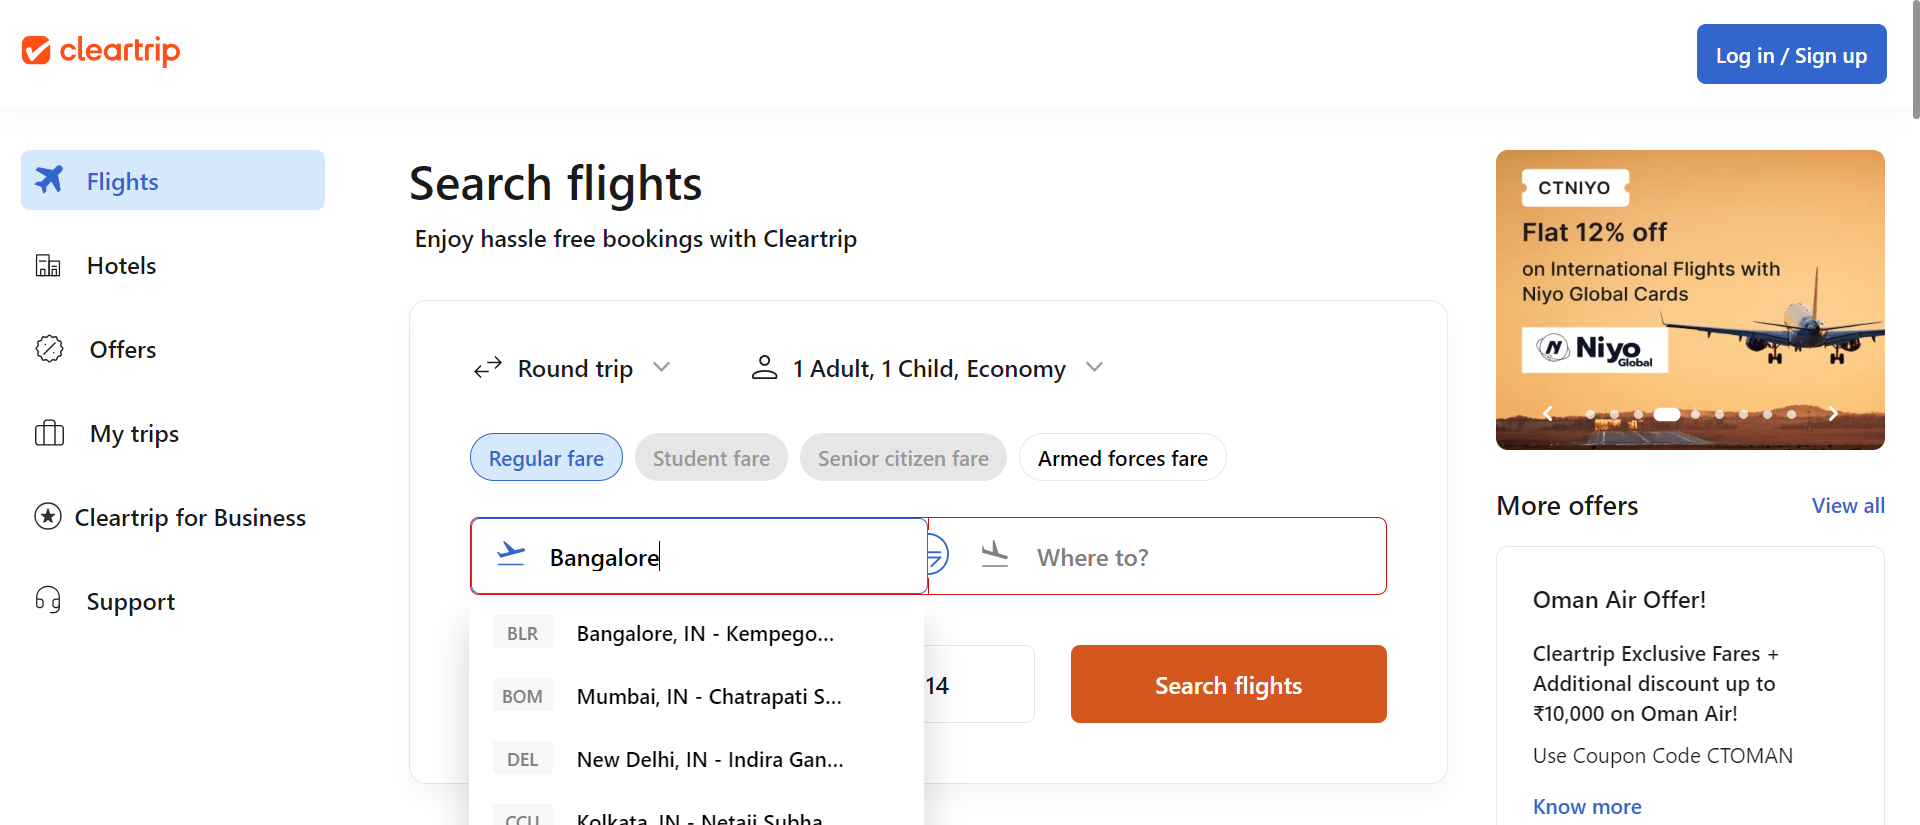 cleartrip
Log in / Sign up
Flights
Hotels
Offers
My trips
Cleartrip for Business
Support
Search flights
Enjoy hassle free bookings with Cleartrip
Round trip
1 Adult, 1 Child, Economy
Regular fare
Student fare
Senior citizen fare
Armed forces fare
Bangalore
Where to?
BLR Bangalore, IN - Kempego...
BOM Mumbai, IN - Chatrapati S...
DEL New Delhi, IN - Indira Gan...
CCU Kolkata, IN - Netaji Subha...
14
Search flights
CTNIYO
Flat 12% off
on International Flights with
Niyo Global Cards
Niyo
Global
More offers
View all
Oman Air Offer!
Cleartrip Exclusive Fares +
Additional discount up to
₹10,000 on Oman Air!
Use Coupon Code CTOMAN
Know more